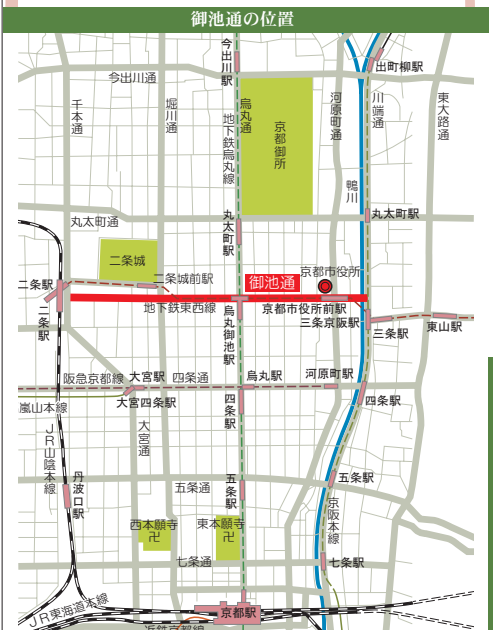 御池通の位置
今出川駅
出町柳駅
今出川通
千本通
堀川通
烏丸通
地下鉄烏丸線
京都御所
河原町通
川端通
東大路通
鴨川
丸太町通
丸太町駅
丸太町駅
二条城
二条城前駅
御池通
京都市役所
二条駅
二条駅
地下鉄東西線
烏丸御池駅
京都市役所前駅
三条京阪駅
三条駅
東山駅
阪急京都線
大宮駅
四条通
烏丸駅
河原町駅
嵐山本線
大宮四条駅
四条駅
四条駅
JR山陰本線
大宮通
丹波口駅
五条通
五条駅
五条駅
京阪本線
西本願寺
卍
東本願寺
卍
七条通
七条駅
JR東海道本線
京都駅
近鉄京都線